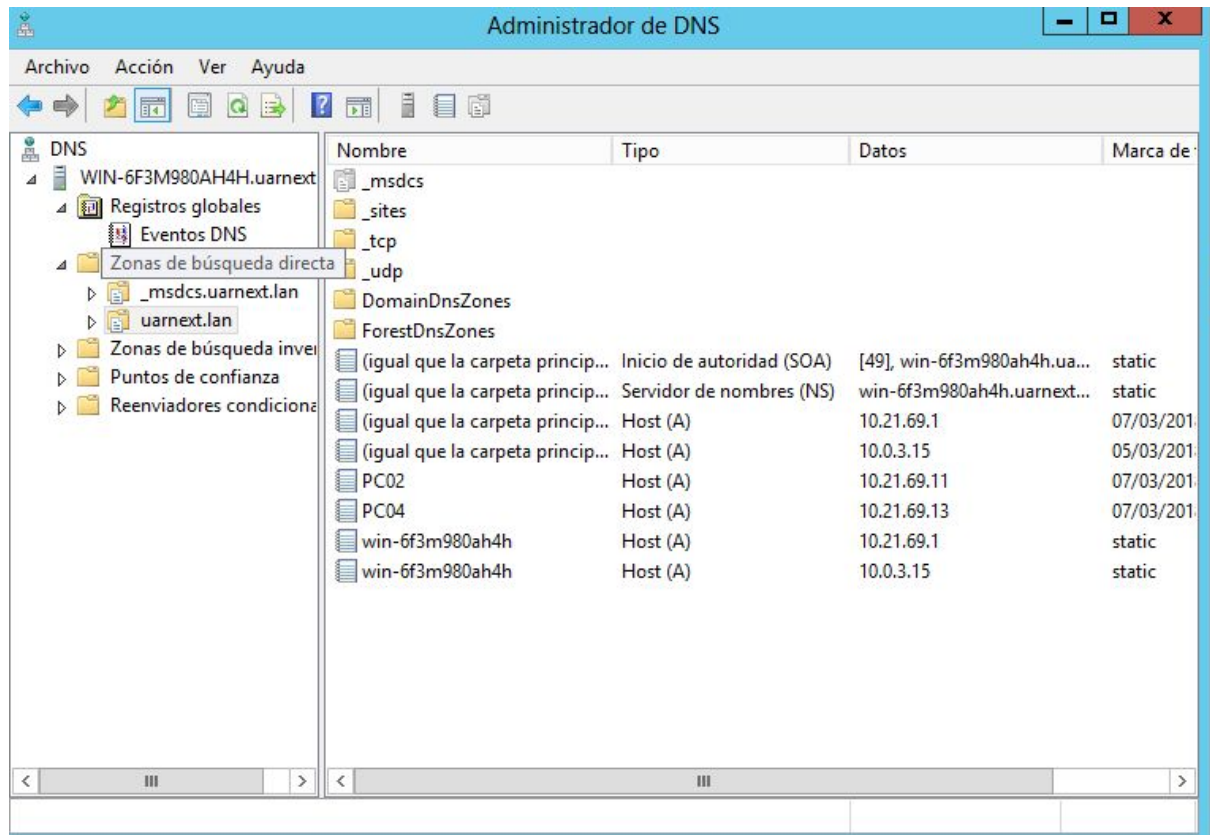 Administrador de DNS
Archivo Acción Ver Ayuda
DNS
WIN-6F3M980AH4H.uarnext
Registros globales
Eventos DNS
Zonas de búsqueda directa
_msdcs.uarnext.lan
uarnext.lan
Zonas de búsqueda inver
Puntos de confianza
Reenviadores condiciona
Nombre Tipo Datos Marca de
_msdcs
_sites
_tcp
_udp
DomainDnsZones
ForestDnsZones
(igual que la carpeta princip... Inicio de autoridad (SOA) [49], win-6f3m980ah4h.ua... static
(igual que la carpeta princip... Servidor de nombres (NS) win-6f3m980ah4h.uarnext... static
(igual que la carpeta princip... Host (A) 10.21.69.1 07/03/201
(igual que la carpeta princip... Host (A) 10.0.3.15 05/03/201
PC02 Host (A) 10.21.69.11 07/03/201
PC04 Host (A) 10.21.69.13 07/03/201
win-6f3m980ah4h Host (A) 10.21.69.1 static
win-6f3m980ah4h Host (A) 10.0.3.15 static